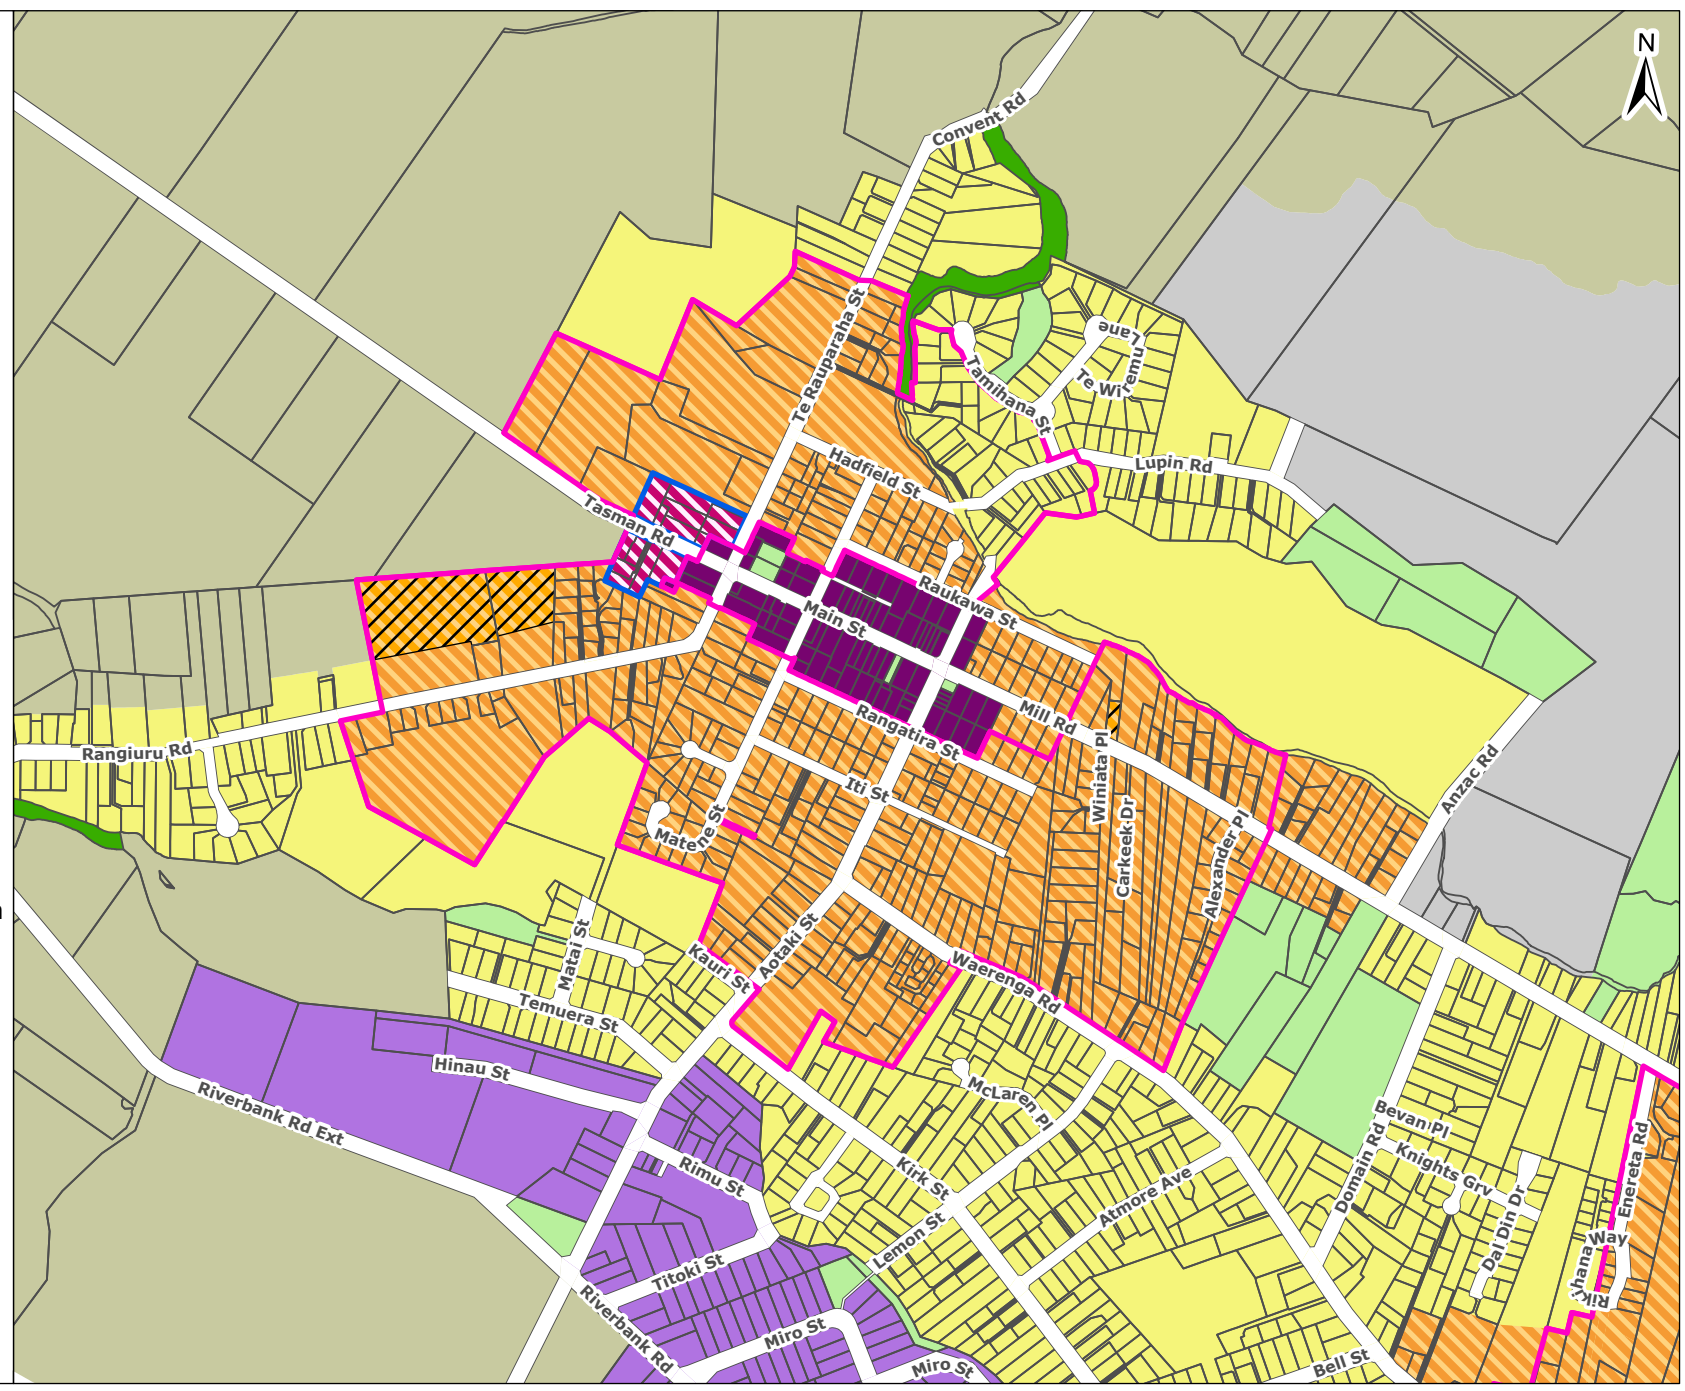 N
Convent Rd
Te Rauparaha St
Te Wiremu
Lane
Tamihana St
Hadfield St
Lupin Rd
Tasman Rd
Raukawa St
Main St
Mill Rd
Rangatira St
Rangiuru Rd
Winiata Pl
Anzac Rd
Iti St
Matene St
Carkeek Dr
Alexander Pl
Aotaki St
Kauri St
Matai St
Waerenga Rd
Temuera St
Hinau St
Riverbank Rd Ext
McLaren Pl
Bevan Pl
Knights Grv
Domain Rd
Enereta Rd
Rimu St
Kirk St
Atmore Ave
Dal Din Dr
Lemon St
Rikihana
Way
Titoki St
Riverbank Rd
Miro St
Miro St
Bell St